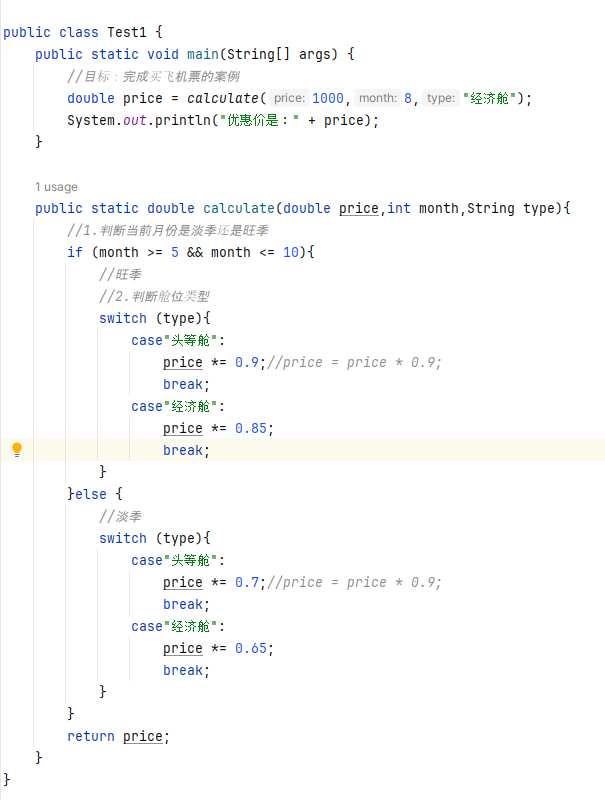 public class Test1 {
public static void main(String[] args) {
//目标：完成买飞机票的案例
double price = calculate( price: 1000, month: 8, type: "经济舱");
System.out.println("优惠价是：" + price);
}
1 usage
public static double calculate(double price,int month,String type){
//1.判断当前月份是淡季还是旺季
if (month >= 5 && month <= 10){
//旺季
//2.判断舱位类型
switch (type){
case"头等舱":
price *= 0.9;//price = price * 0.9;
break;
case"经济舱":
price *= 0.85;
break;
}
}else {
//淡季
switch (type){
case"头等舱":
price *= 0.7;//price = price * 0.9;
break;
case"经济舱":
price *= 0.65;
break;
}
}
return price;
}
}